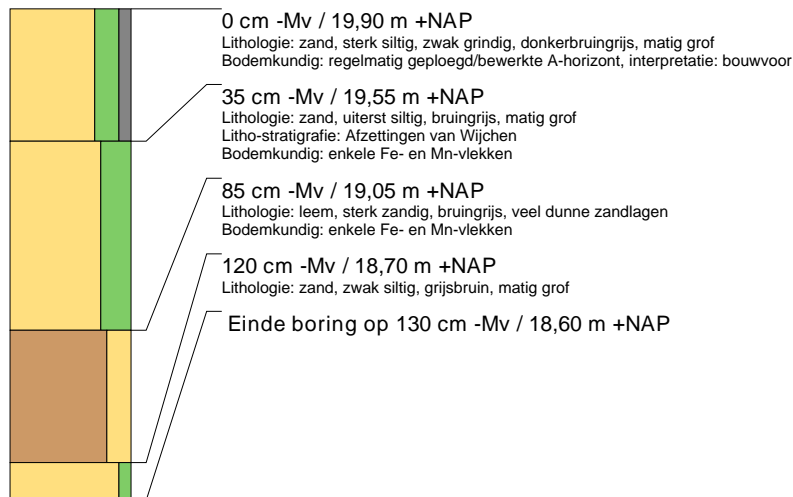 0 cm -Mv / 19,90 m +NAP
Lithologie: zand, sterk siltig, zwak grindig, donkerbruingrijs, matig grof
Bodemkundig: regelmatig geploegd/bewerkte A-horizont, interpretatie: bouwvoor
35 cm -Mv / 19,55 m +NAP
Lithologie: zand, uiterst siltig, bruingrijs, matig grof
Litho-stratigrafie: Afzettingen van Wijchen
Bodemkundig: enkele Fe- en Mn-vlekken
85 cm -Mv / 19,05 m +NAP
Lithologie: leem, sterk zandig, bruingrijs, veel dunne zandlagen
Bodemkundig: enkele Fe- en Mn-vlekken
120 cm -Mv / 18,70 m +NAP
Lithologie: zand, zwak siltig, grijsbruin, matig grof
Einde boring op 130 cm -Mv / 18,60 m +NAP